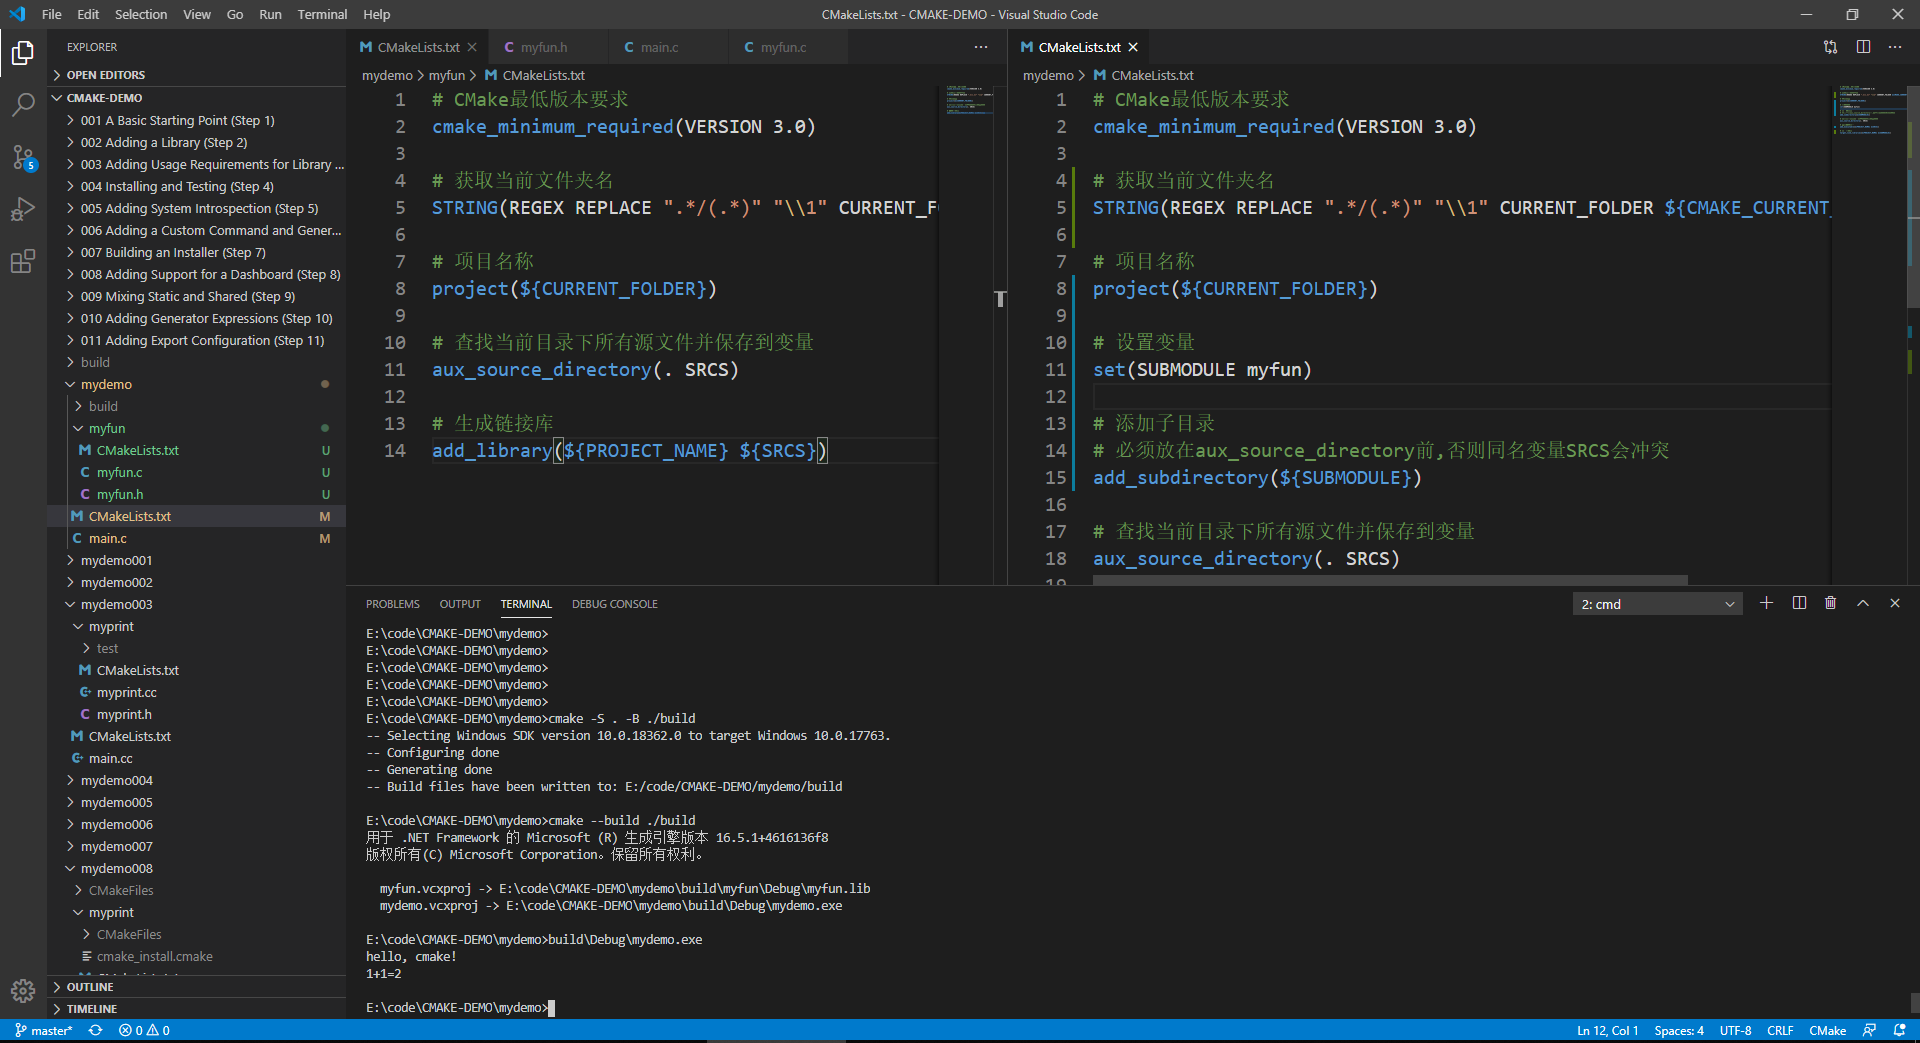 File Edit Selection View Go Run Terminal Help
CMakeLists.txt - CMAKE-DEMO - Visual Studio Code
EXPLORER
OPEN EDITORS
CMAKE-DEMO
001 A Basic Starting Point (Step 1)
002 Adding a Library (Step 2)
003 Adding Usage Requirements for Library ...
004 Installing and Testing (Step 4)
005 Adding System Introspection (Step 5)
006 Adding a Custom Command and Gener...
007 Building an Installer (Step 7)
008 Adding Support for a Dashboard (Step 8)
009 Mixing Static and Shared (Step 9)
010 Adding Generator Expressions (Step 10)
011 Adding Export Configuration (Step 11)
build
mydemo
build
myfun
CMakeLists.txt U
myfun.c U
myfun.h U
CMakeLists.txt M
main.c M
mydemo001
mydemo002
mydemo003
myprint
test
CMakeLists.txt
myprint.cc
myprint.h
CMakeLists.txt
main.cc
mydemo004
mydemo005
mydemo006
mydemo007
mydemo008
CMakeFiles
myprint
CMakeFiles
cmake_install.cmake
OUTLINE
TIMELINE
5
CMakeLists.txt myfun.h main.c myfun.c
mydemo > myfun > CMakeLists.txt
1 # CMake最低版本要求
2 cmake_minimum_required(VERSION 3.0)
3
4 # 获取当前文件夹名
5 STRING(REGEX REPLACE ".*/(.*)" "\\1" CURRENT_F
6
7 # 项目名称
8 project(${CURRENT_FOLDER})
9
10 # 查找当前目录下所有源文件并保存到变量
11 aux_source_directory(. SRCS)
12
13 # 生成链接库
14 add_library(${PROJECT_NAME} ${SRCS})
CMakeLists.txt
mydemo > CMakeLists.txt
1 # CMake最低版本要求
2 cmake_minimum_required(VERSION 3.0)
3
4 # 获取当前文件夹名
5 STRING(REGEX REPLACE ".*/(.*)" "\\1" CURRENT_FOLDER ${CMAKE_CURRENT_
6
7 # 项目名称
8 project(${CURRENT_FOLDER})
9
10 # 设置变量
11 set(SUBMODULE myfun)
12
13 # 添加子目录
14 # 必须放在aux_source_directory前,否则同名变量SRCS会冲突
15 add_subdirectory(${SUBMODULE})
16
17 # 查找当前目录下所有源文件并保存到变量
18 aux_source_directory(. SRCS)
19
PROBLEMS OUTPUT TERMINAL DEBUG CONSOLE
2: cmd
E:\code\CMAKE-DEMO\mydemo>
E:\code\CMAKE-DEMO\mydemo>
E:\code\CMAKE-DEMO\mydemo>
E:\code\CMAKE-DEMO\mydemo>
E:\code\CMAKE-DEMO\mydemo>
E:\code\CMAKE-DEMO\mydemo>cmake -S . -B ./build
-- Selecting Windows SDK version 10.0.18362.0 to target Windows 10.0.17763.
-- Configuring done
-- Generating done
-- Build files have been written to: E:/code/CMAKE-DEMO/mydemo/build
E:\code\CMAKE-DEMO\mydemo>cmake --build ./build
用于 .NET Framework 的 Microsoft (R) 生成引擎版本 16.5.1+4616136f8
版权所有(C) Microsoft Corporation。保留所有权利。
myfun.vcxproj -> E:\code\CMAKE-DEMO\mydemo\build\myfun\Debug\myfun.lib
mydemo.vcxproj -> E:\code\CMAKE-DEMO\mydemo\build\Debug\mydemo.exe
E:\code\CMAKE-DEMO\mydemo>build\Debug\mydemo.exe
hello, cmake!
1+1=2
E:\code\CMAKE-DEMO\mydemo>
master* 0 0
Ln 12, Col 1 Spaces: 4 UTF-8 CRLF CMake